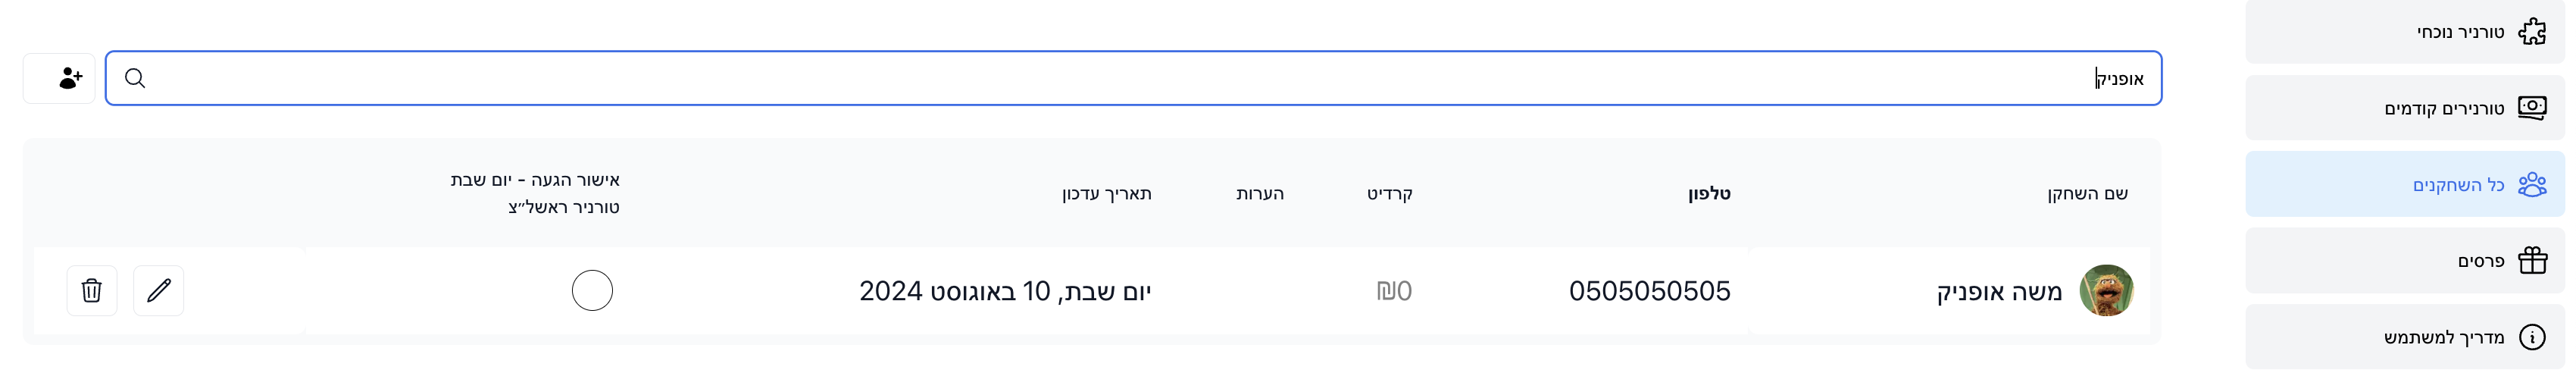 טורניר נוכחי
טורנירים קודמים
כל השחקנים
פרסים
מדריך למשתמש
אופניק
שם השחקן
טלפון
קרדיט
הערות
תאריך עדכון
אישור הגעה - יום שבת
טורניר ראשל״צ
משה אופניק
0505050505
₪0
יום שבת, 10 באוגוסט 2024